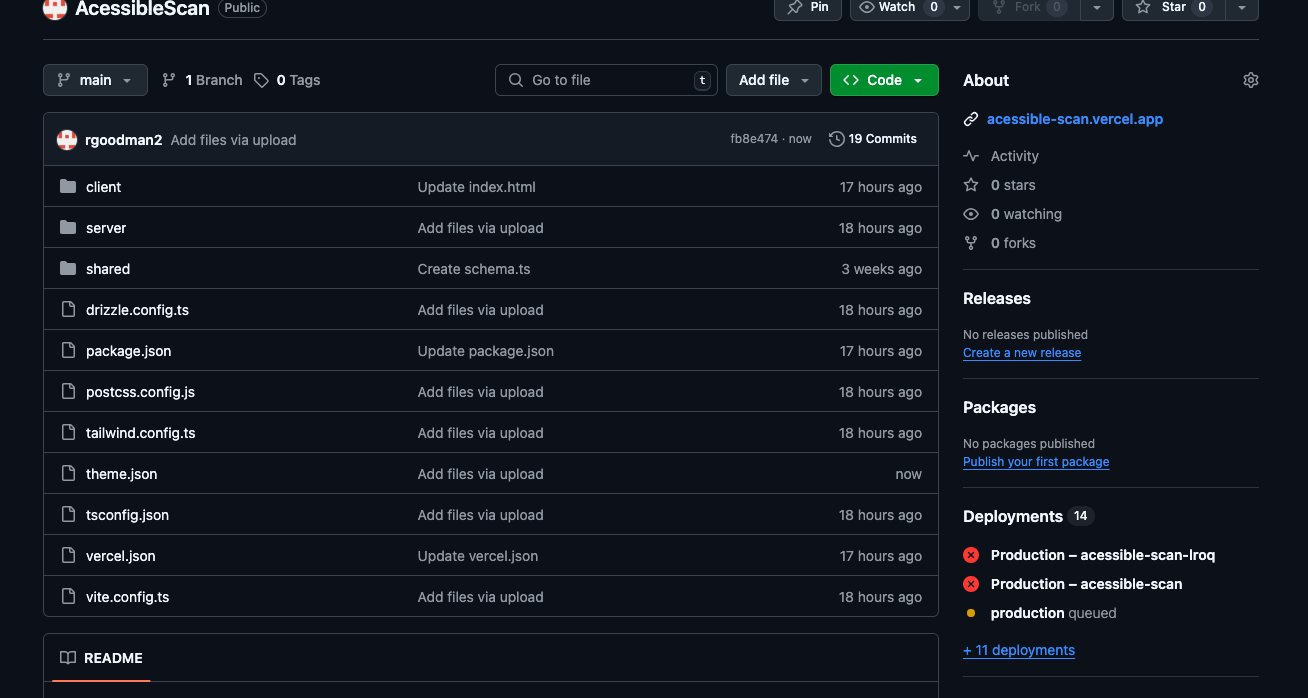 AcessibleScan Public Pin Watch 0 Fork 0 Star 0
main 1 Branch 0 Tags Go to file t Add file Code
rgoodman2 Add files via upload fb8e474 · now 19 Commits
client Update index.html 17 hours ago
server Add files via upload 18 hours ago
shared Create schema.ts 3 weeks ago
drizzle.config.ts Add files via upload 18 hours ago
package.json Update package.json 17 hours ago
postcss.config.js Add files via upload 18 hours ago
tailwind.config.ts Add files via upload 18 hours ago
theme.json Add files via upload now
tsconfig.json Add files via upload 18 hours ago
vercel.json Update vercel.json 17 hours ago
vite.config.ts Add files via upload 18 hours ago
README
About
acessible-scan.vercel.app
Activity
0 stars
0 watching
0 forks
Releases
No releases published
Create a new release
Packages
No packages published
Publish your first package
Deployments 14
Production – acessible-scan-lroq
Production – acessible-scan
production queued
+ 11 deployments